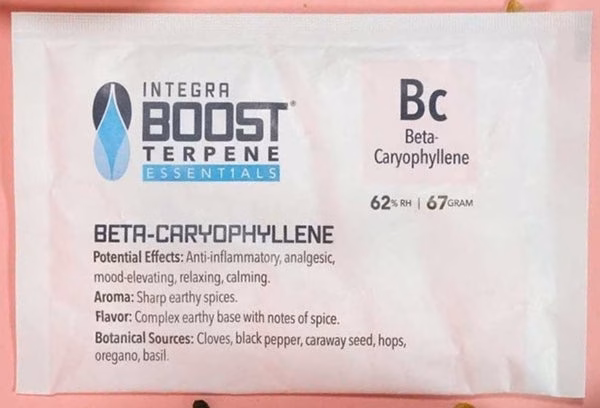 INTEGRA
BOOST®
TERPENE
ESSENT1ALS
Bc
Beta-
Caryophyllene
62% RH | 67GRAM
BETA-CARYOPHYLLENE
Potential Effects: Anti-inflammatory, analgesic,
mood-elevating, relaxing, calming.
Aroma: Sharp earthy spices.
Flavor: Complex earthy base with notes of spice.
Botanical Sources: Cloves, black pepper, caraway seed, hops,
oregano, basil.